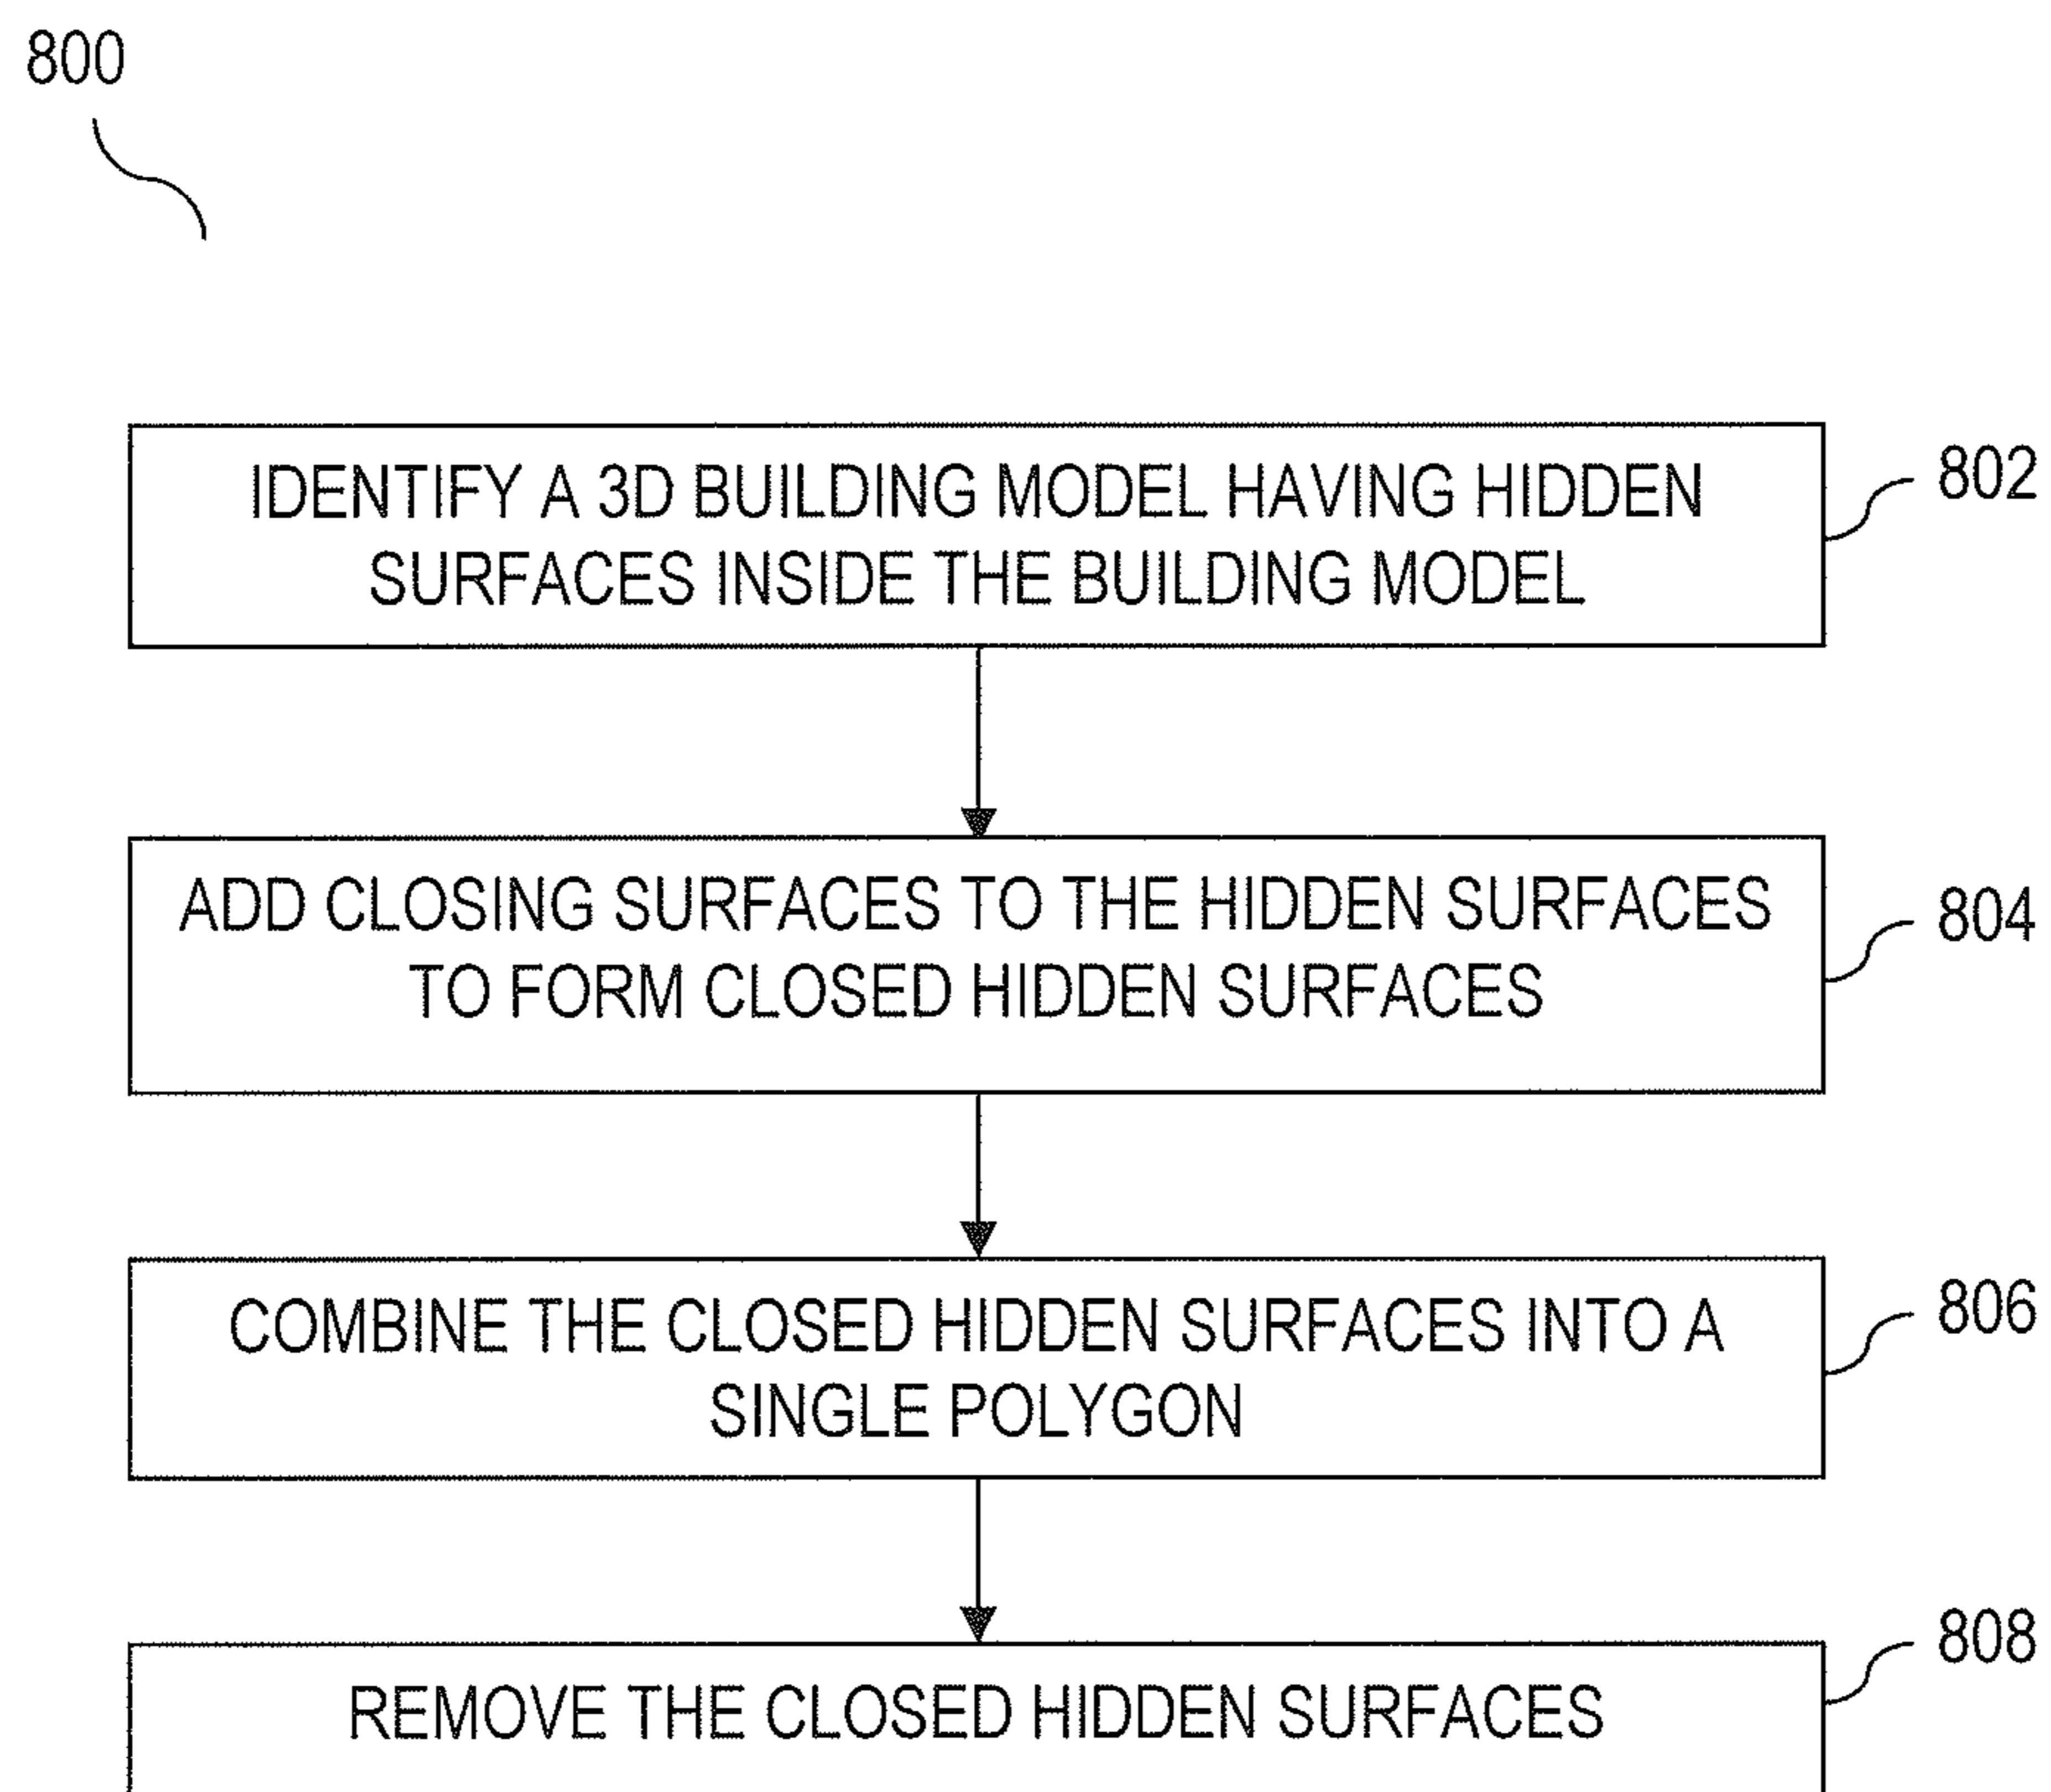 800
IDENTIFY A 3D BUILDING MODEL HAVING HIDDEN
SURFACES INSIDE THE BUILDING MODEL
802
ADD CLOSING SURFACES TO THE HIDDEN SURFACES
TO FORM CLOSED HIDDEN SURFACES
804
COMBINE THE CLOSED HIDDEN SURFACES INTO A
SINGLE POLYGON
806
REMOVE THE CLOSED HIDDEN SURFACES
808